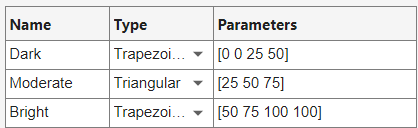 Name Type Parameters
Dark Trapezoi... [0 0 25 50]
Moderate Triangular [25 50 75]
Bright Trapezoi... [50 75 100 100]